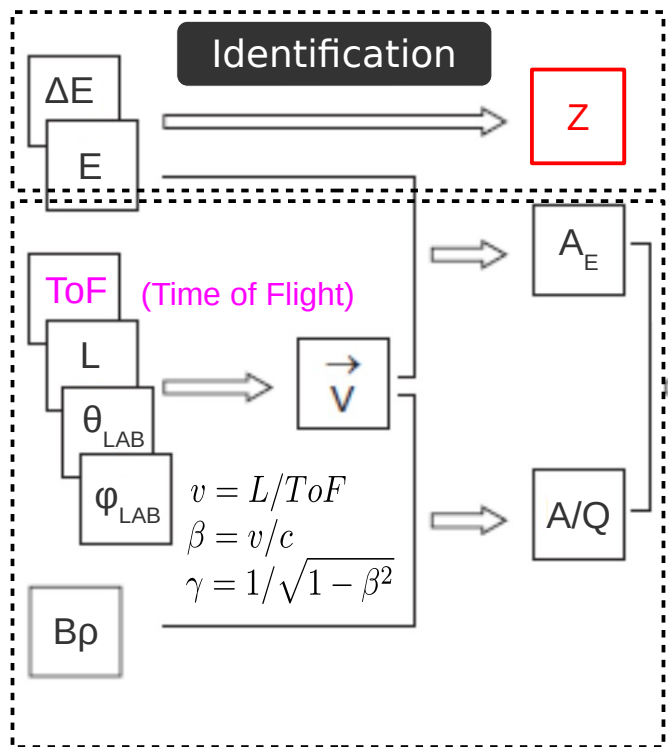 Identification
ΔE
Z
E
A_E
ToF (Time of Flight)
L
→
V
θ_LAB
φ_LAB
v = L/ToF
β = v/c
γ = 1/√(1 − β²)
A/Q
Bρ